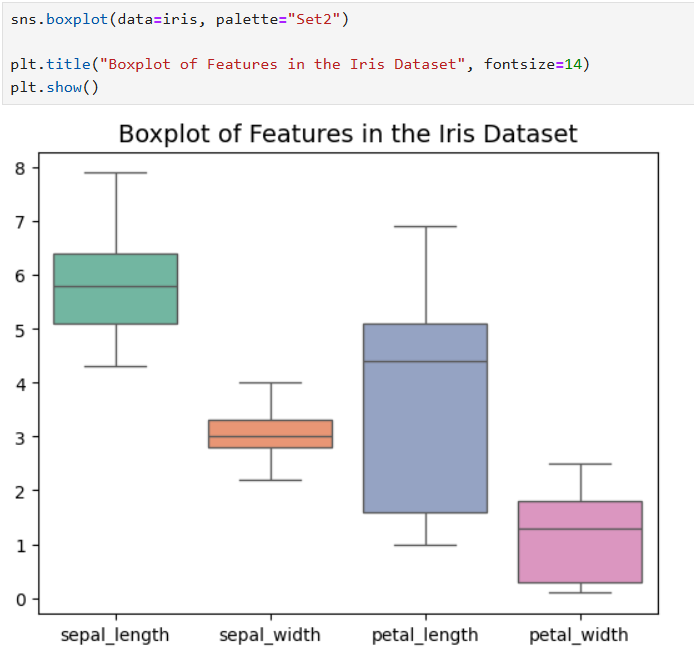 sns.boxplot(data=iris, palette="Set2")
plt.title("Boxplot of Features in the Iris Dataset", fontsize=14)
plt.show()
Boxplot of Features in the Iris Dataset
8
7
6
5
4
3
2
1
0
sepal_length sepal_width petal_length petal_width